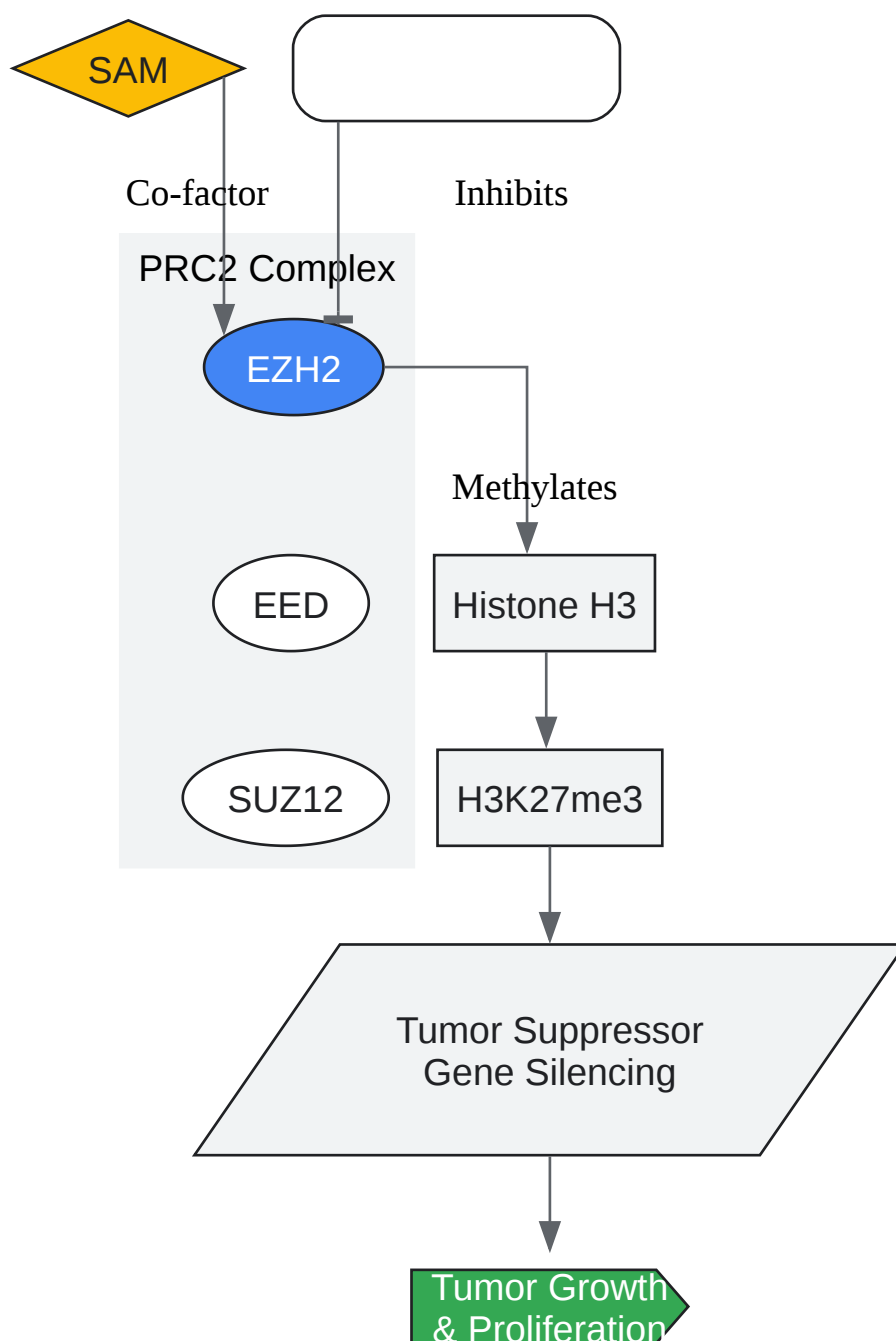 SAM
Co-factor
Inhibits
PRC2 Complex
EZH2
Methylates
EED
Histone H3
SUZ12
H3K27me3
Tumor Suppressor
Gene Silencing
Tumor Growth
& Proliferation